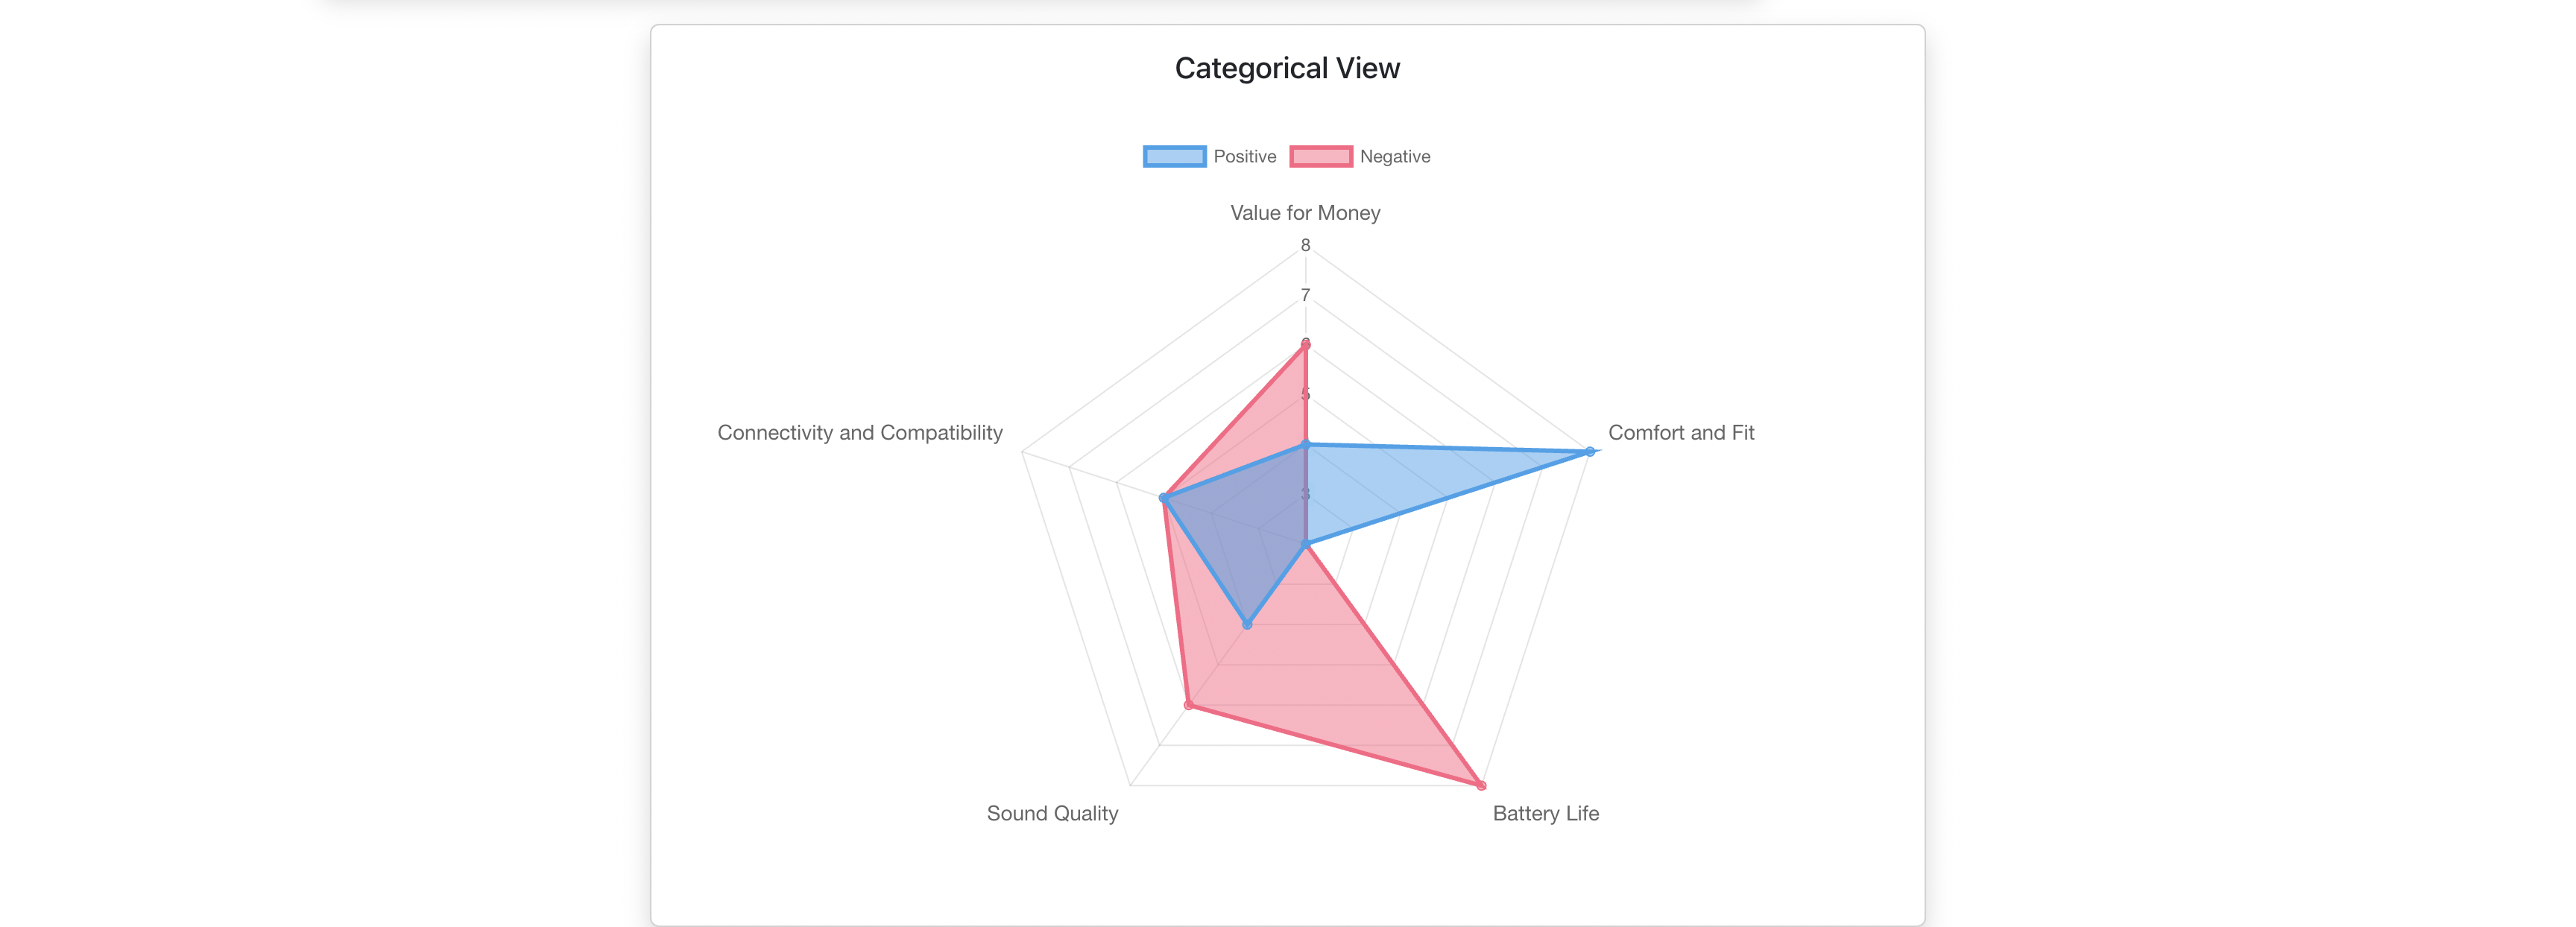 Categorical View
Positive Negative
Value for Money
8
7
6
5
3
Connectivity and Compatibility
Comfort and Fit
Sound Quality
Battery Life